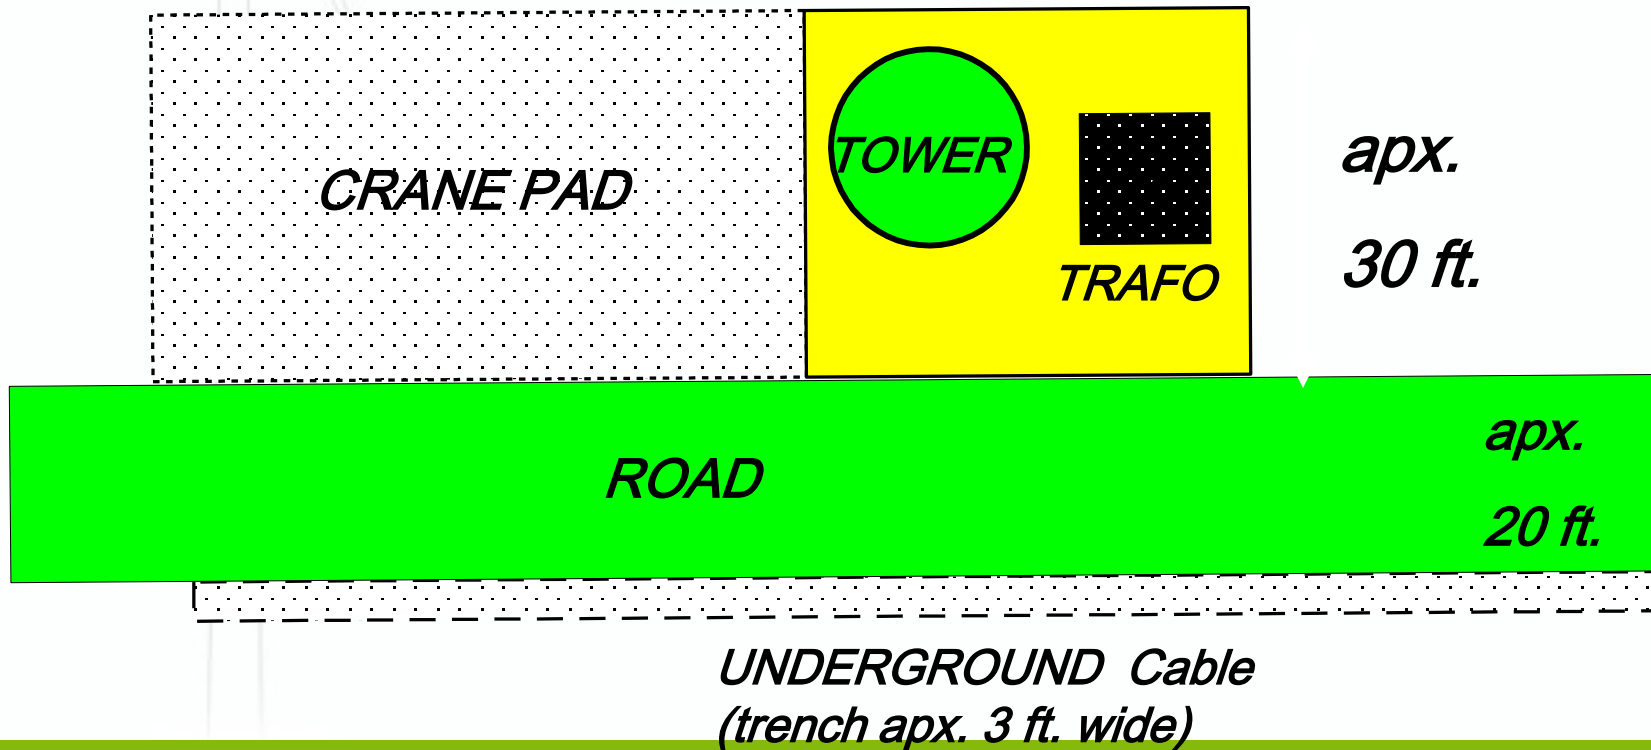 CRANE PAD
TOWER
TRAFO
apx.
30 ft.
ROAD
apx.
20 ft.
UNDERGROUND Cable
(trench apx. 3 ft. wide)